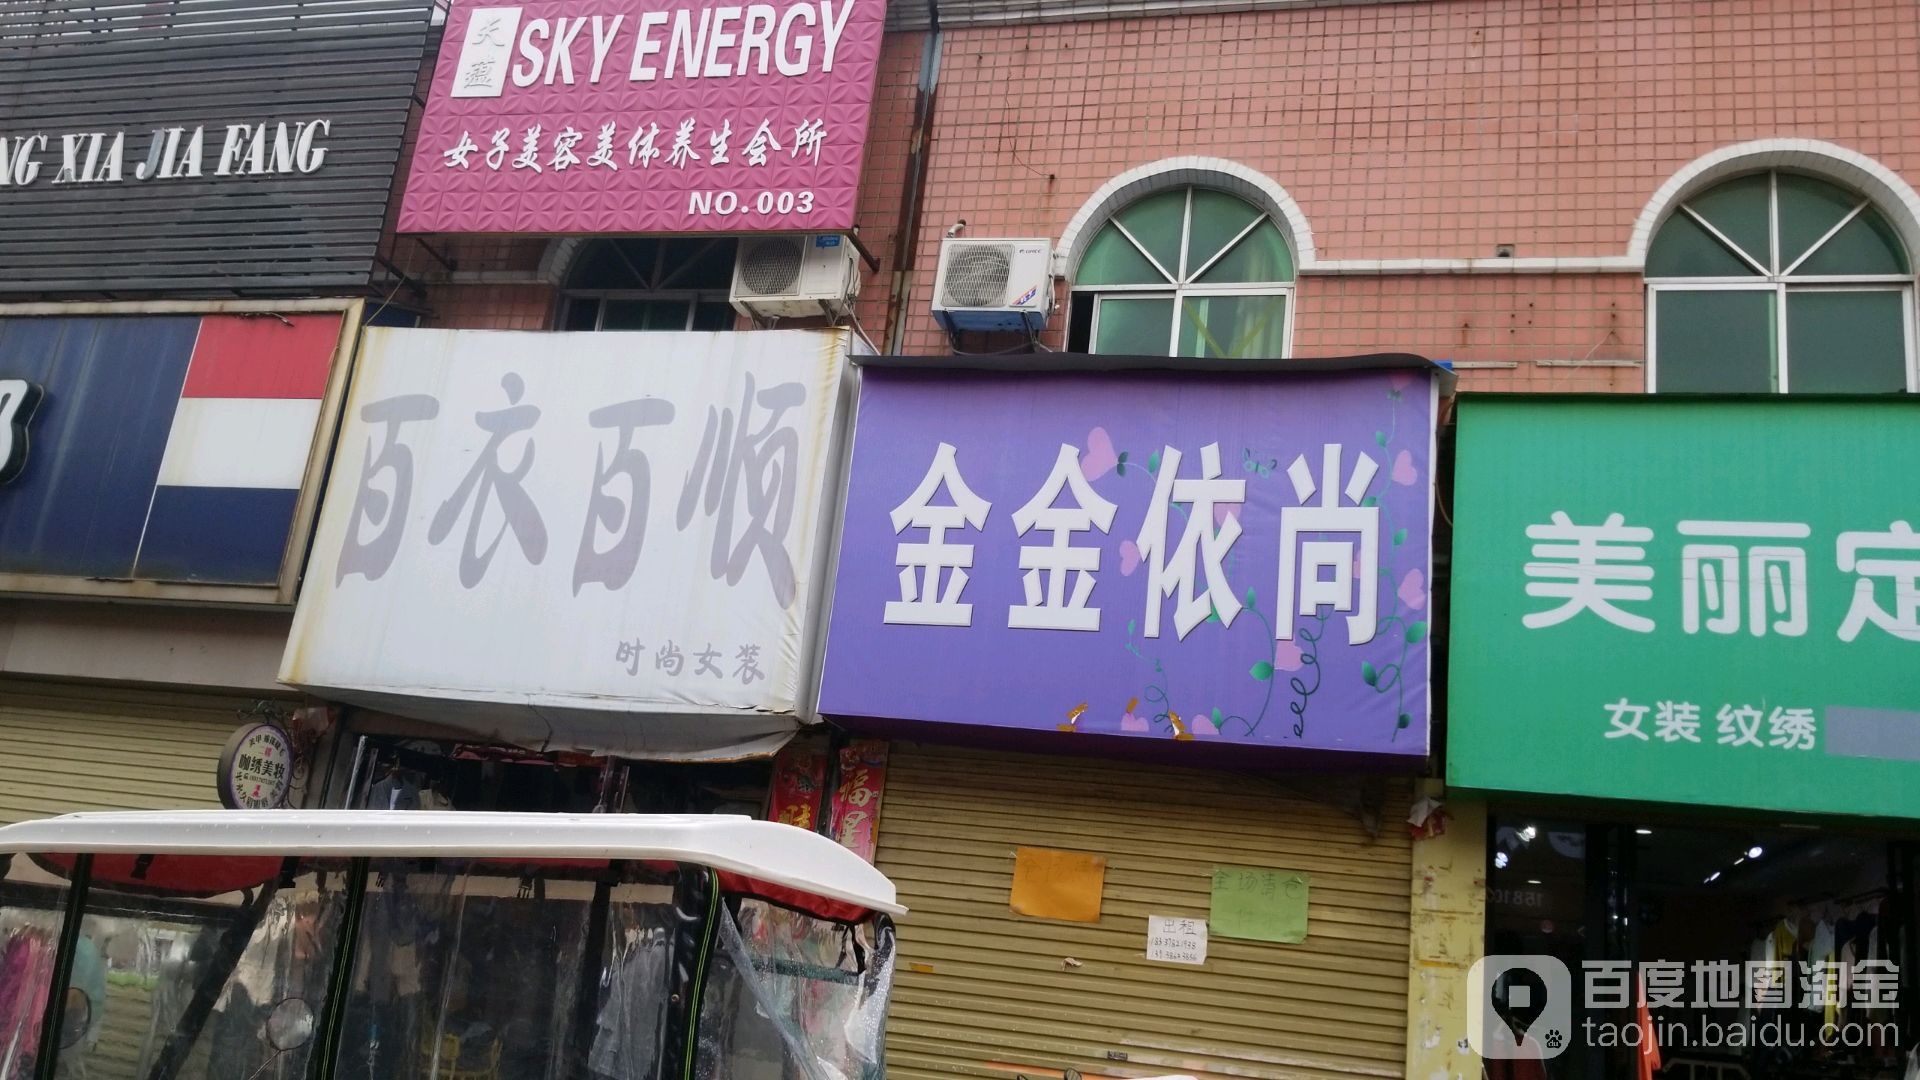 天蕴
SKY ENERGY
女子美容美体养生会所
NO.003
NG XIA JIA FANG
百衣百顺
时尚女装
金金依尚
美丽定
女装 纹绣
咖绣美妆
福星
全场清仓
出租
百度地图淘金
taojin.baidu.com